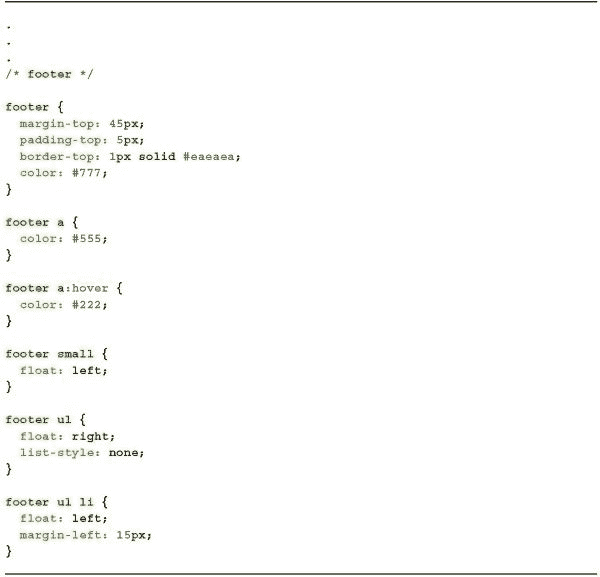 .
.
.
/* footer */

footer {
  margin-top: 45px;
  padding-top: 5px;
  border-top: 1px solid #eaeaea;
  color: #777;
}

footer a {
  color: #555;
}

footer a:hover {
  color: #222;
}

footer small {
  float: left;
}

footer ul {
  float: right;
  list-style: none;
}

footer ul li {
  float: left;
  margin-left: 15px;
}